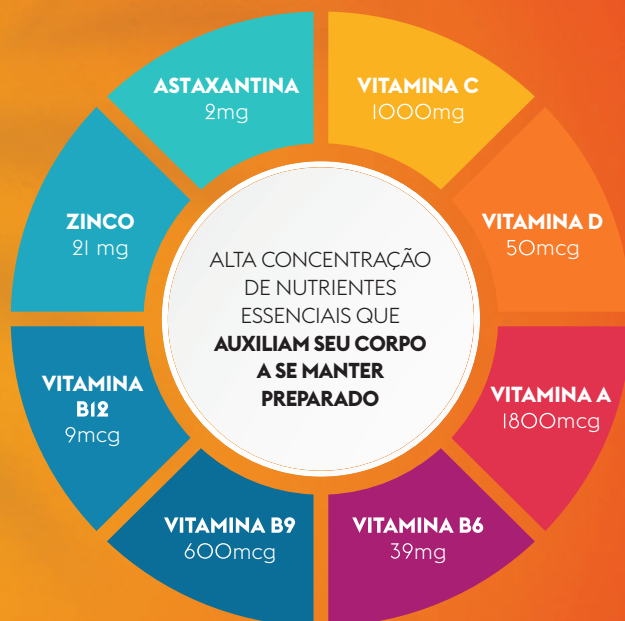 ASTAXANTINA
2mg
VITAMINA C
1000mg
ZINCO
21 mg
VITAMINA D
50mcg
ALTA CONCENTRAÇÃO
DE NUTRIENTES
ESSENCIAIS QUE
AUXILIAM SEU CORPO
A SE MANTER
PREPARADO
VITAMINA
B12
9mcg
VITAMINA A
1800mcg
VITAMINA B9
600mcg
VITAMINA B6
39mg